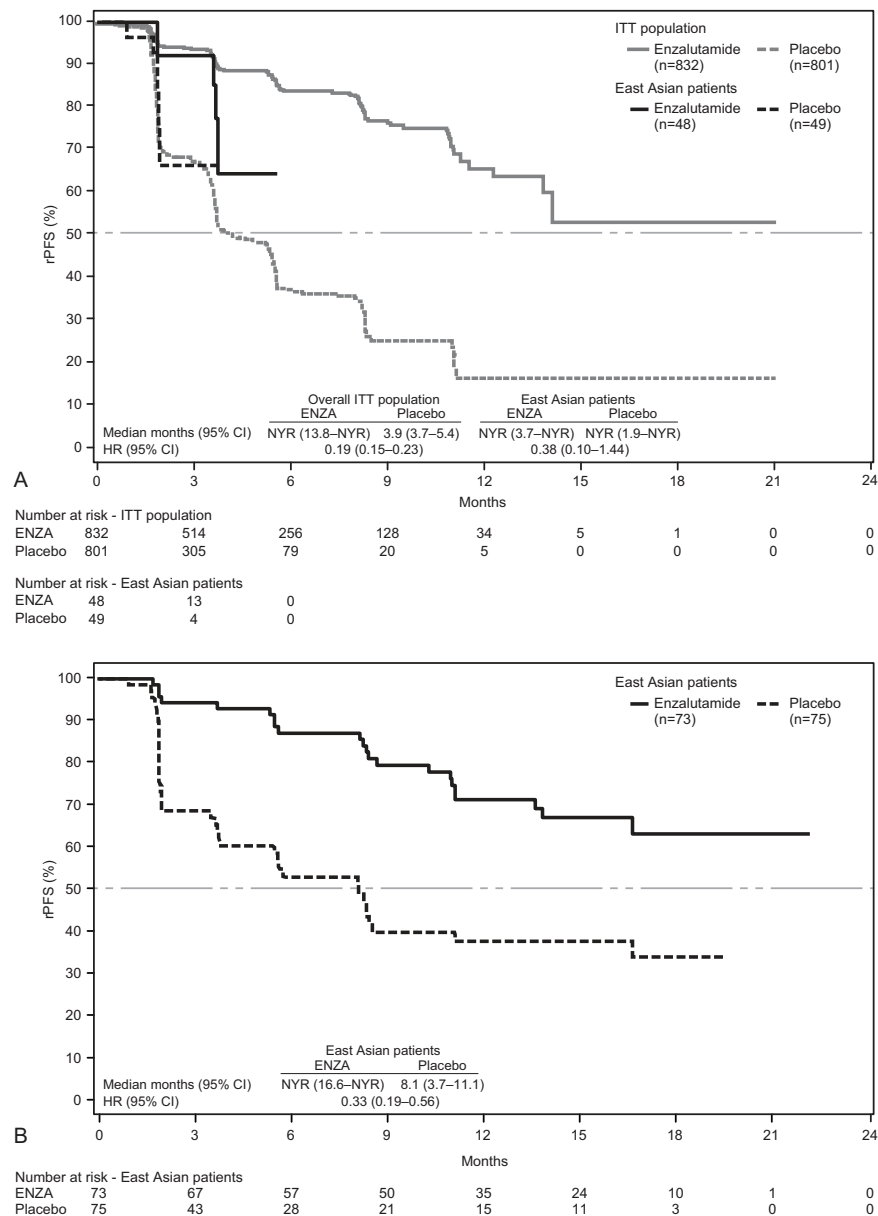 ITT population
Enzalutamide (n=832) Placebo (n=801)
East Asian patients
Enzalutamide (n=48) Placebo (n=49)
rPFS (%)
100
90
80
70
60
50
40
30
20
10
0
Overall ITT population East Asian patients
ENZA Placebo ENZA Placebo
Median months (95% CI) NYR (13.8–NYR) 3.9 (3.7–5.4) NYR (3.7–NYR) NYR (1.9–NYR)
HR (95% CI) 0.19 (0.15–0.23) 0.38 (0.10–1.44)
0 3 6 9 12 15 18 21 24
A
Months
Number at risk - ITT population
ENZA 832 514 256 128 34 5 1 0 0
Placebo 801 305 79 20 5 0 0 0 0
Number at risk - East Asian patients
ENZA 48 13 0
Placebo 49 4 0
East Asian patients
Enzalutamide (n=73) Placebo (n=75)
rPFS (%)
100
90
80
70
60
50
40
30
20
10
0
East Asian patients
ENZA Placebo
Median months (95% CI) NYR (16.6–NYR) 8.1 (3.7–11.1)
HR (95% CI) 0.33 (0.19–0.56)
0 3 6 9 12 15 18 21 24
B
Months
Number at risk - East Asian patients
ENZA 73 67 57 50 35 24 10 1 0
Placebo 75 43 28 21 15 11 3 0 0